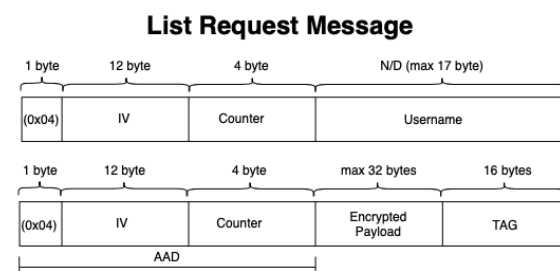 List Request Message
1 byte 12 byte 4 byte N/D (max 17 byte)
(0x04) IV Counter Username
1 byte 12 byte 4 byte max 32 bytes 16 bytes
(0x04) IV Counter Encrypted Payload TAG
AAD